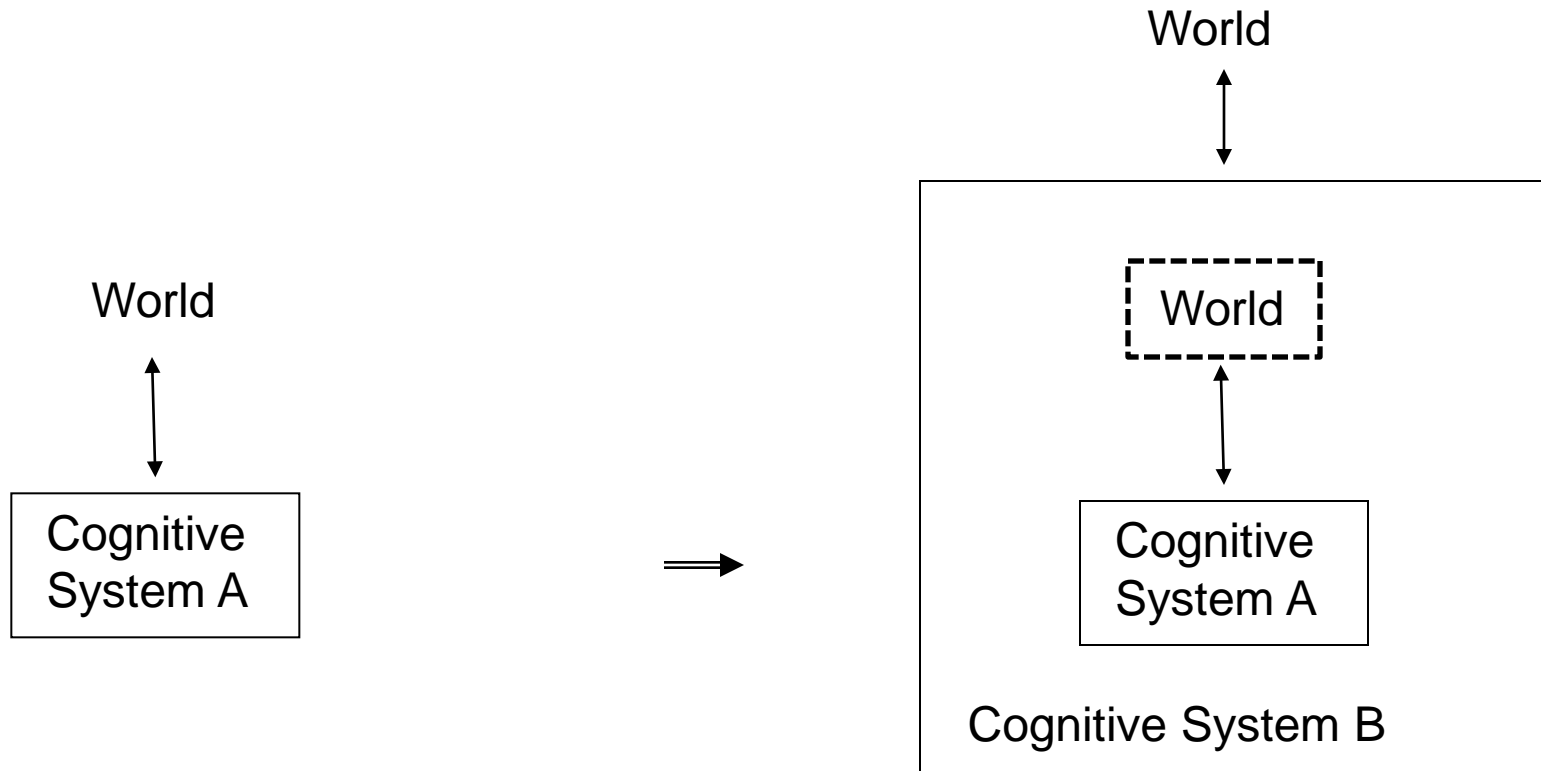 World
Cognitive
System A
World
World
Cognitive
System A
Cognitive System B